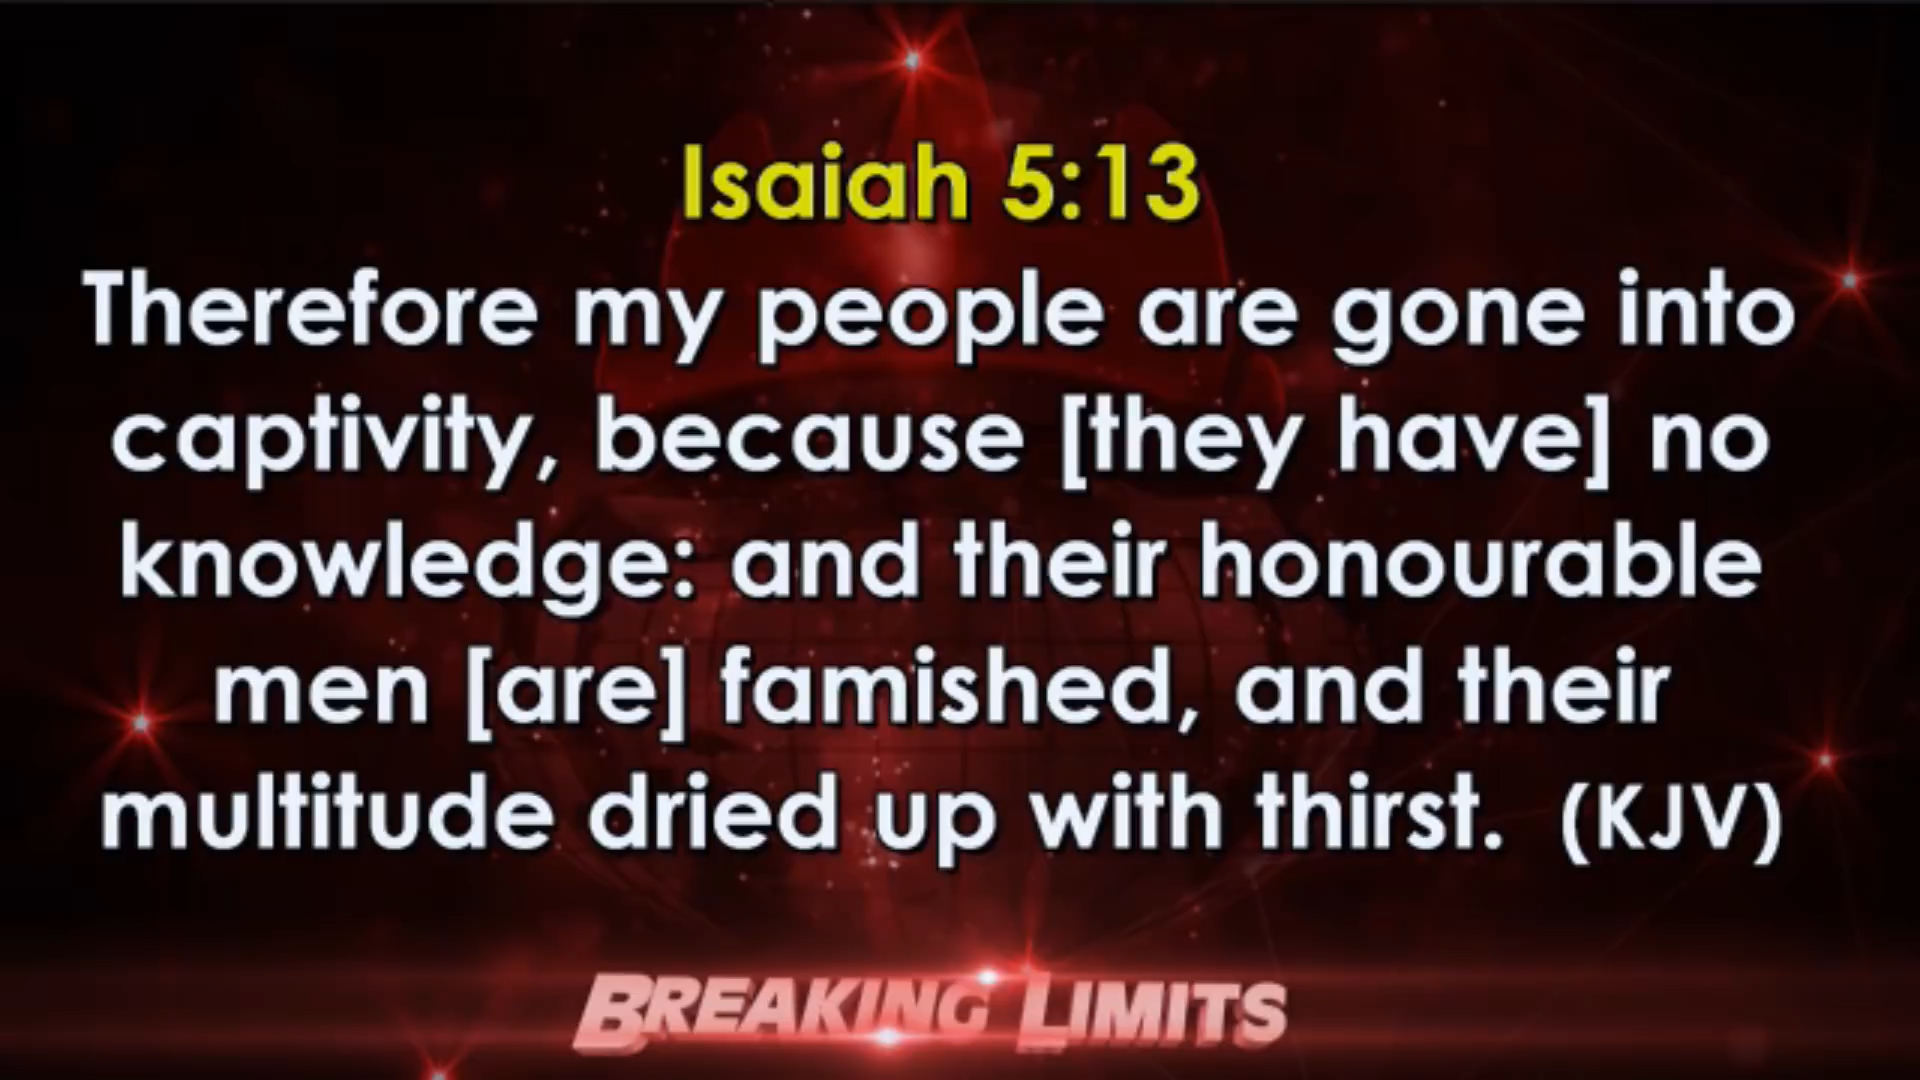 Isaiah 5:13
Therefore my people are gone into
captivity, because [they have] no
knowledge: and their honourable
men [are] famished, and their
multitude dried up with thirst. (KJV)
BREAKING LIMITS